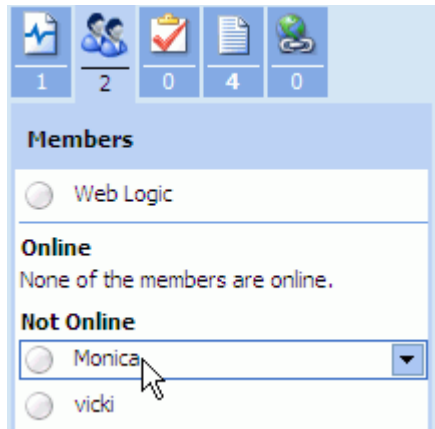 1 2 0 4 0
Members
Web Logic
Online
None of the members are online.
Not Online
Monica
vicki